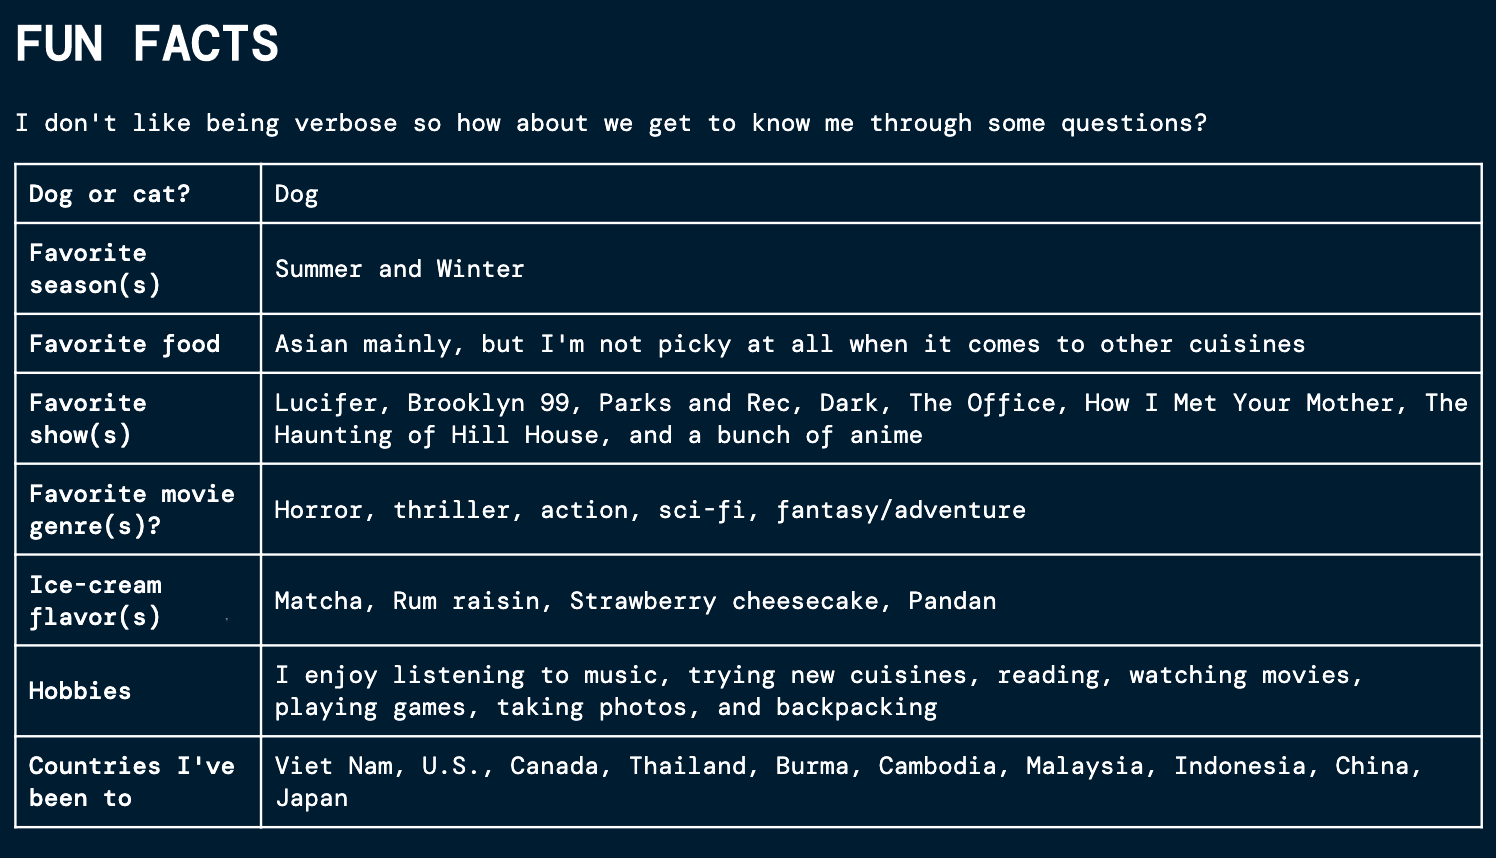 FUN FACTS
I don't like being verbose so how about we get to know me through some questions?
Dog or cat?
Dog
Favorite
season(s)
Summer and Winter
Favorite food
Asian mainly, but I'm not picky at all when it comes to other cuisines
Favorite
show(s)
Lucifer, Brooklyn 99, Parks and Rec, Dark, The Office, How I Met Your Mother, The
Haunting of Hill House, and a bunch of anime
Favorite movie
genre(s)?
Horror, thriller, action, sci-fi, fantasy/adventure
Ice-cream
flavor(s)
Matcha, Rum raisin, Strawberry cheesecake, Pandan
Hobbies
I enjoy listening to music, trying new cuisines, reading, watching movies,
playing games, taking photos, and backpacking
Countries I've
been to
Viet Nam, U.S., Canada, Thailand, Burma, Cambodia, Malaysia, Indonesia, China,
Japan